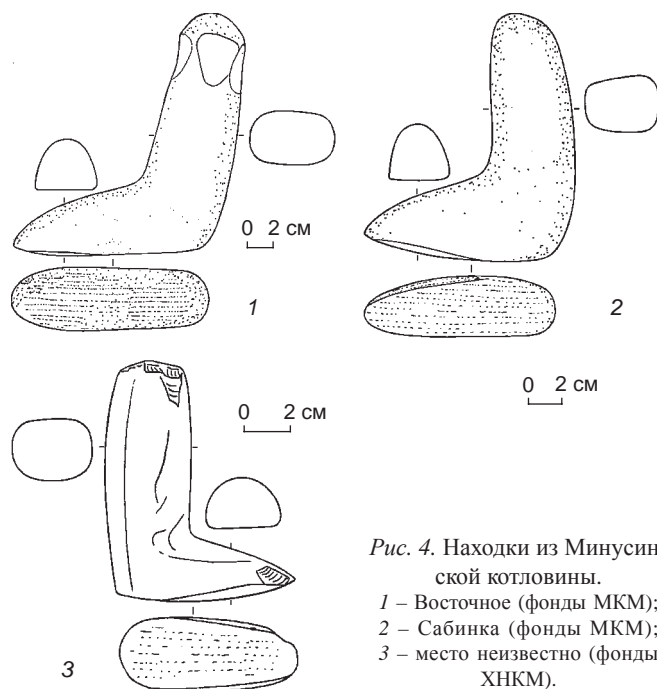 0 2 см
1
2
0 2 см
0 2 см
3
Рис. 4. Находки из Минусин
ской котловины.
1 – Восточное (фонды МКМ);
2 – Сабинка (фонды МКМ);
3 – место неизвестно (фонды
ХНКМ).